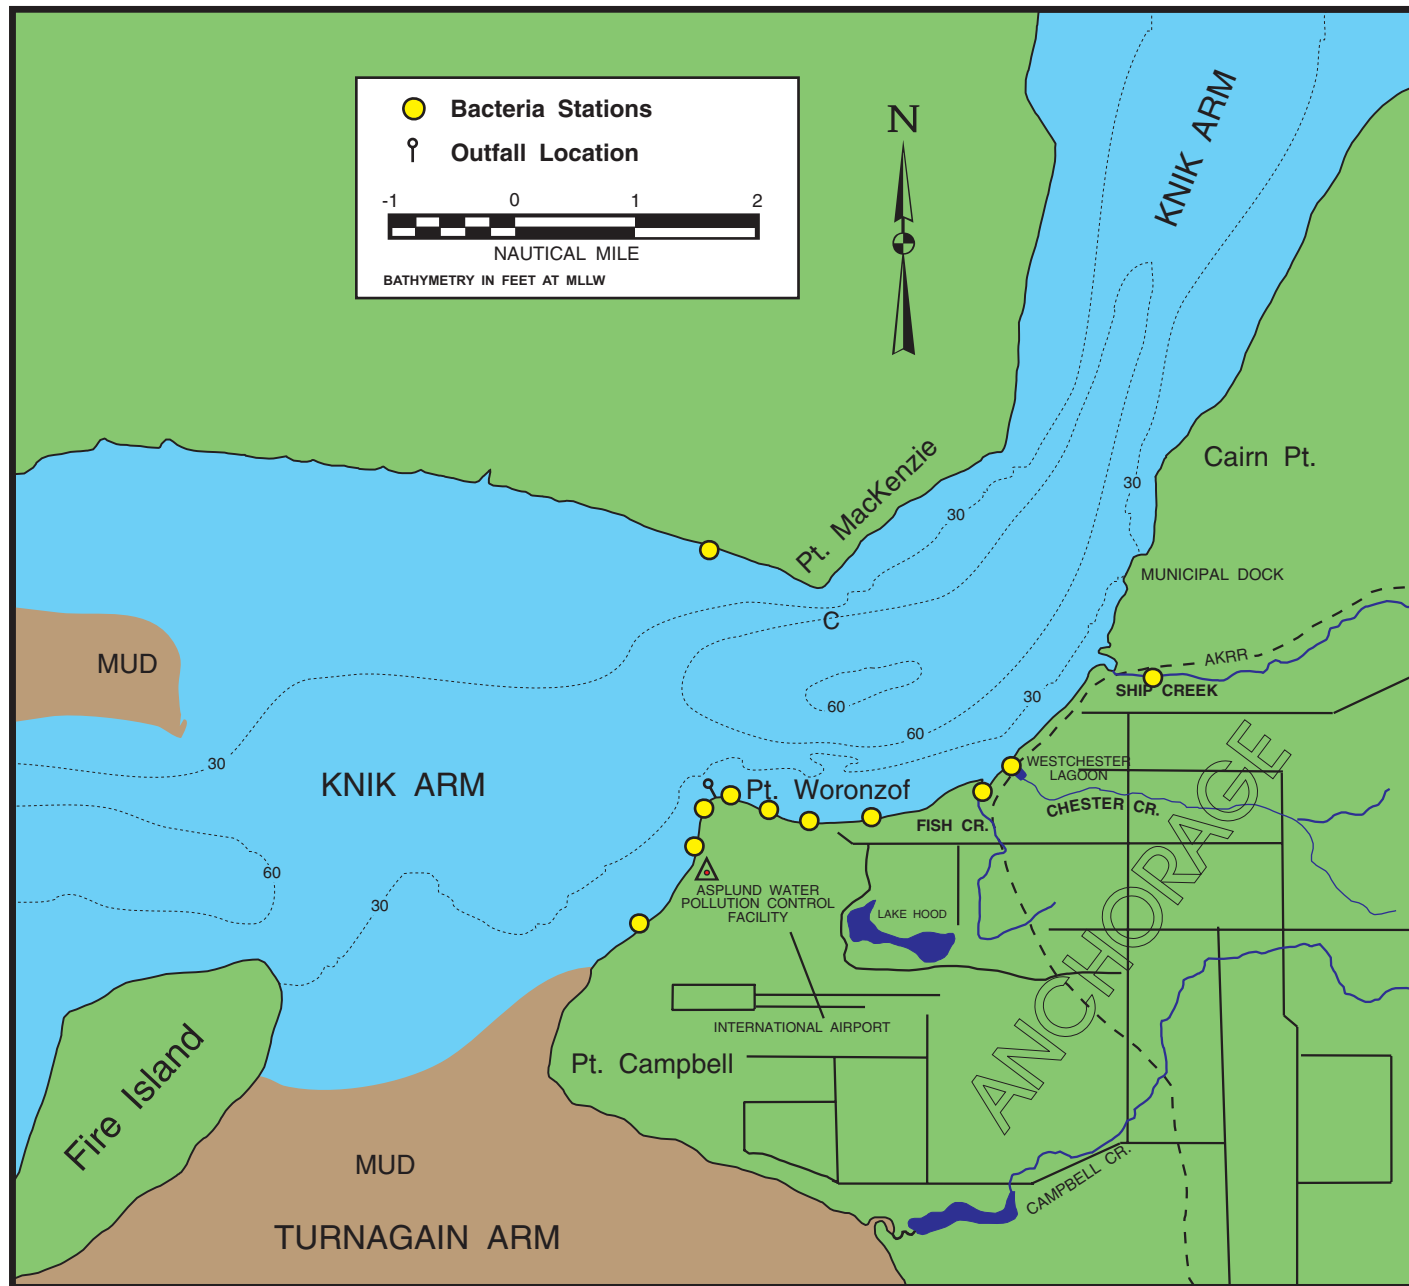 Bacteria Stations
Outfall Location
-1 0 1 2
NAUTICAL MILE
BATHYMETRY IN FEET AT MLLW
N
KNIK ARM
Cairn Pt.
Pt. MacKenzie
30
30
MUNICIPAL DOCK
C
AKRR
SHIP CREEK
MUD
60
30
60
30
WESTCHESTER
LAGOON
KNIK ARM
Pt. Woronzof
CHESTER CR.
FISH CR.
ANCHORAGE
60
30
ASPLUND WATER
POLLUTION CONTROL
FACILITY
LAKE HOOD
INTERNATIONAL AIRPORT
Pt. Campbell
Fire Island
MUD
CAMPBELL CR.
TURNAGAIN ARM